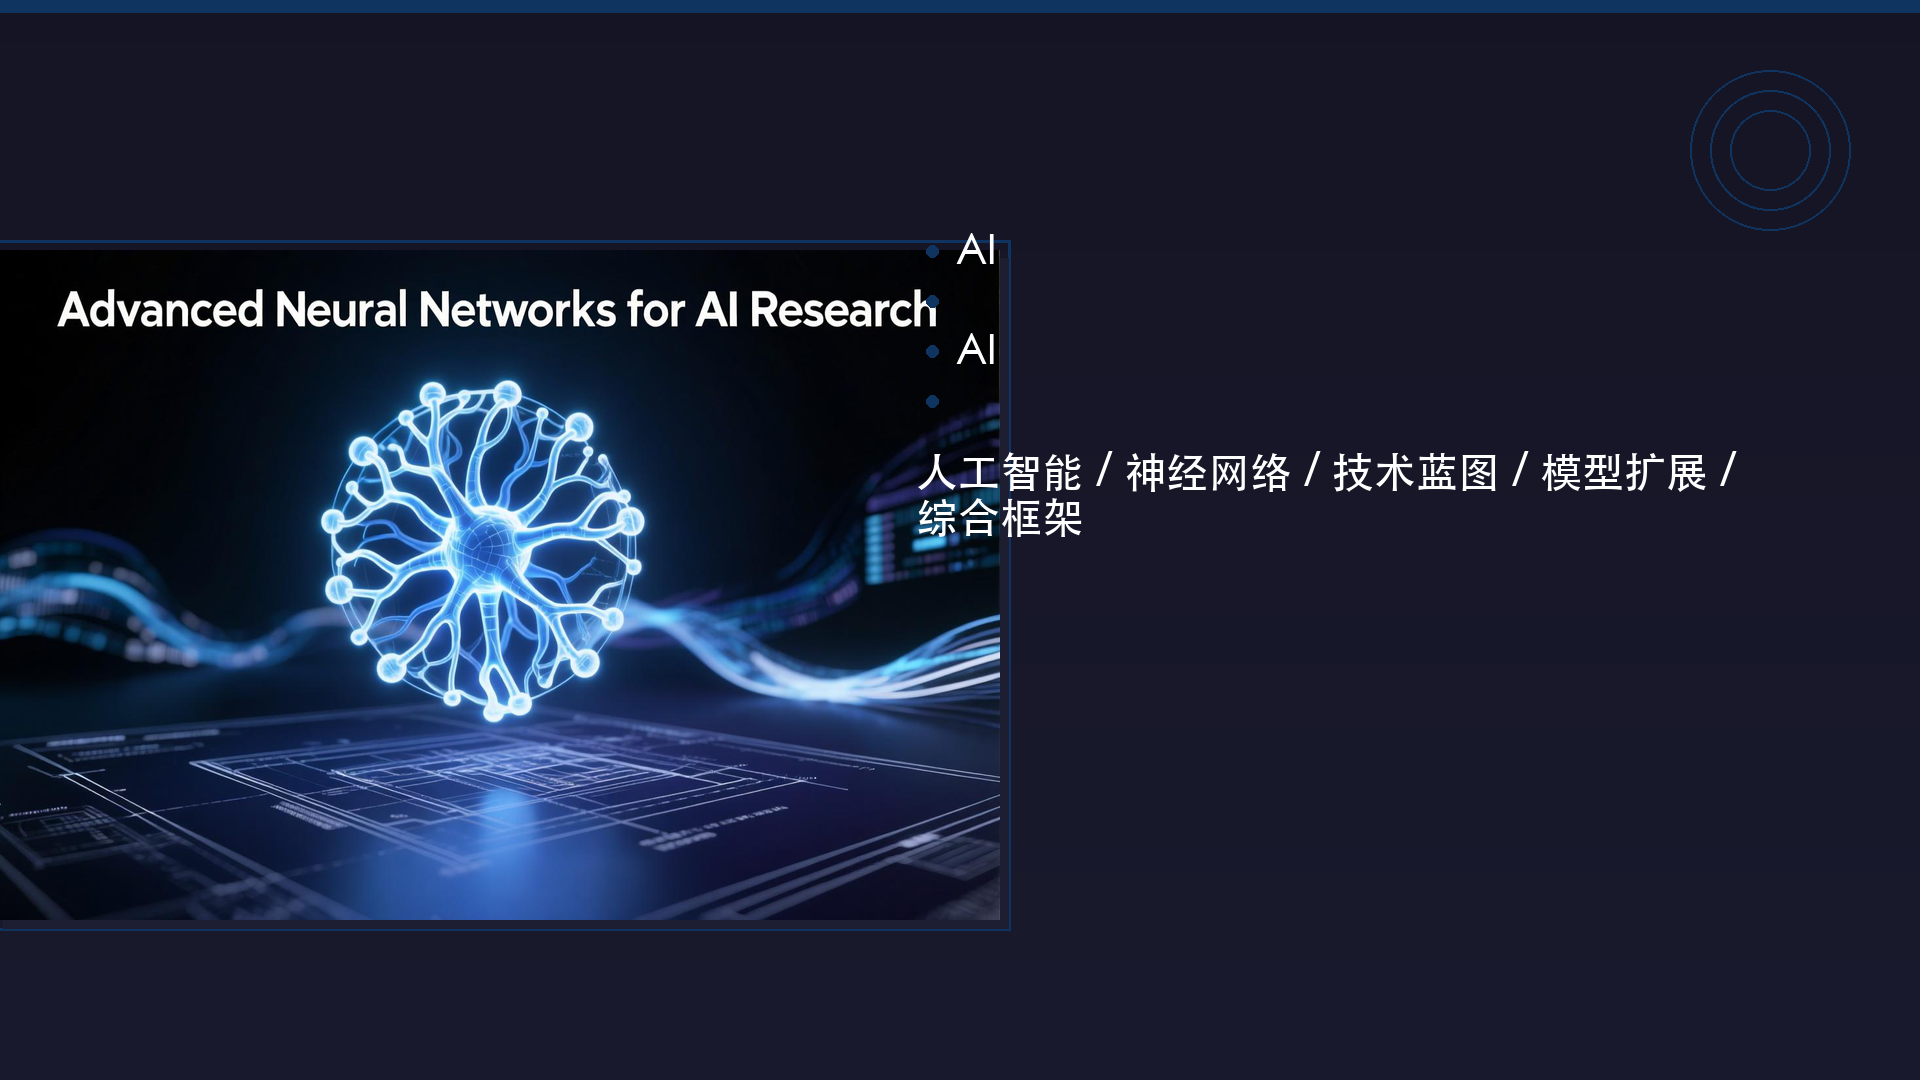 AI
Advanced Neural Networks for AI Research
AI
人工智能 / 神经网络 / 技术蓝图 / 模型扩展 /
综合框架